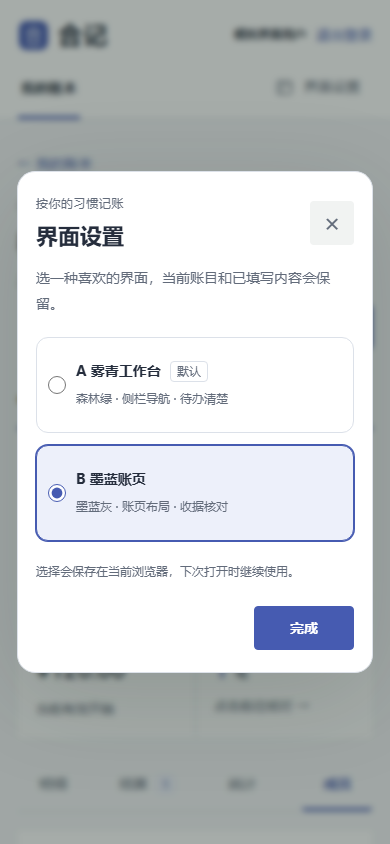 合记
按你的习惯记账
界面设置
选一种喜欢的界面，当前账目和已填写内容会保
留。
A 雾青工作台 默认
森林绿 · 侧栏导航 · 待办清楚
B 墨蓝账页
墨蓝灰 · 账页布局 · 收据核对
选择会保存在当前浏览器，下次打开时继续使用。
完成